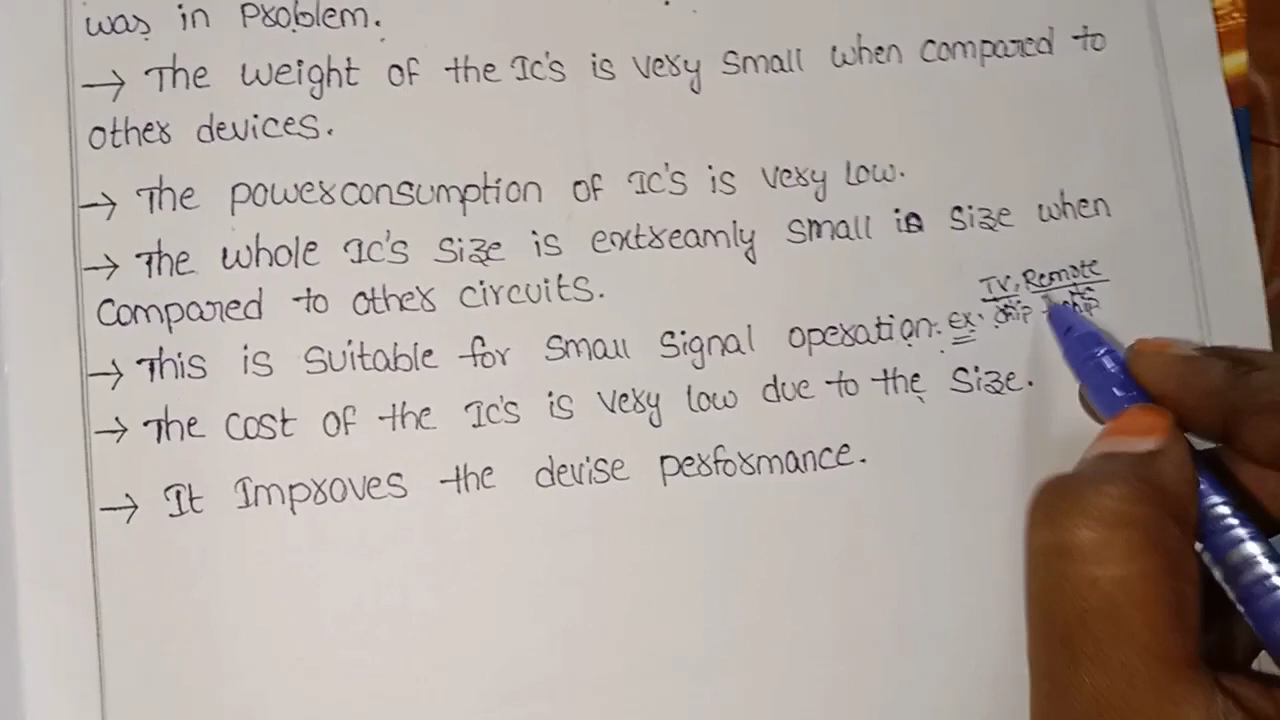 was in Problem.
→ The weight of the Ic's is very small when compared to
other devices.
→ The powerconsumption of IC's is very low.
→ The whole Ic's size is extreamly small in size when
Compared to other circuits.
TV, Remote
chip chip
→ This is suitable for small signal operation. ex.
→ The cost of the Ic's is very low due to the size.
→ It Improves the devise performance.